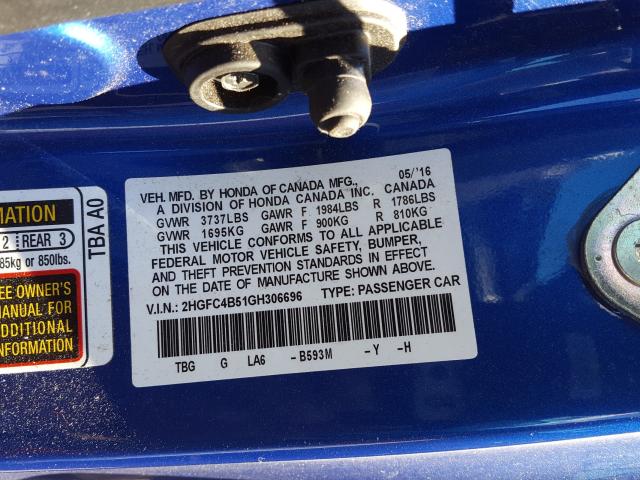 MATION
2 REAR 3
85kg or 850lbs.
EE OWNER'S
MANUAL FOR
ADDITIONAL
NFORMATION
TBA A0
VEH. MFD. BY HONDA OF CANADA MFG., 05/'16
A DIVISION OF HONDA CANADA INC. CANADA
GVWR 3737LBS GAWR F 1984LBS R 1786LBS
GVWR 1695KG GAWR F 900KG R 810KG
THIS VEHICLE CONFORMS TO ALL APPLICABLE
FEDERAL MOTOR VEHICLE SAFETY, BUMPER,
AND THEFT PREVENTION STANDARDS IN EFFECT
ON THE DATE OF MANUFACTURE SHOWN ABOVE.
V.I.N.: 2HGFC4B51GH306696 TYPE: PASSENGER CAR
TBG G LA6 -B593M -Y -H